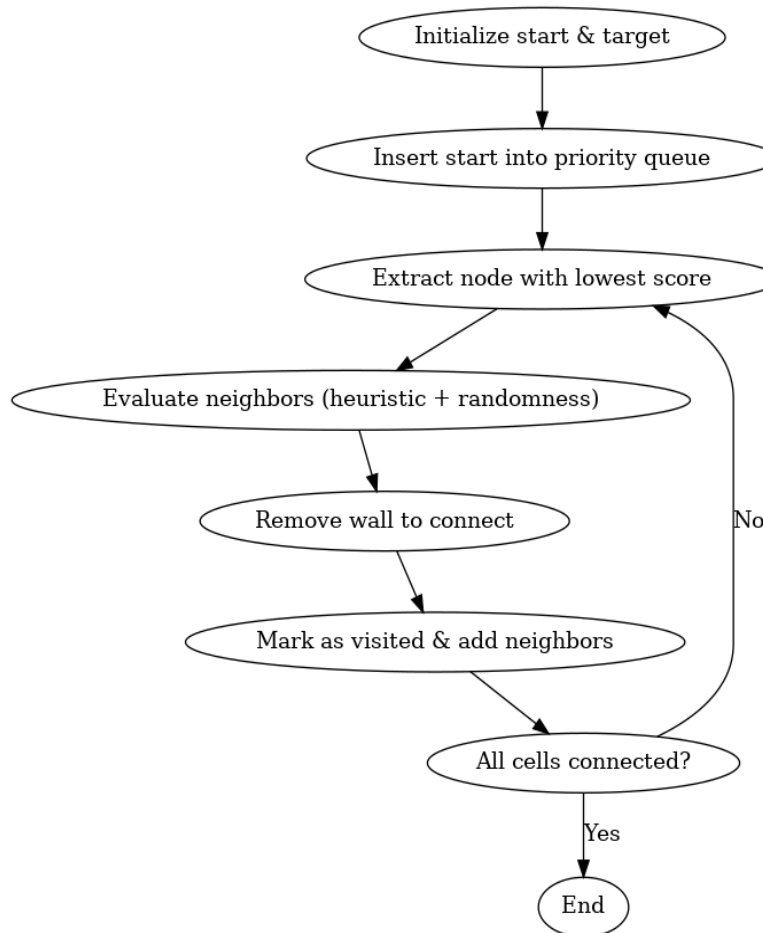 Initialize start & target
Insert start into priority queue
Extract node with lowest score
Evaluate neighbors (heuristic + randomness)
Remove wall to connect
No
Mark as visited & add neighbors
All cells connected?
Yes
End